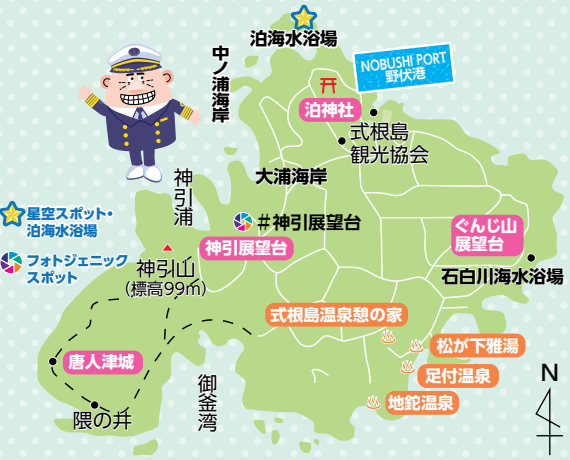 泊海水浴場
中ノ浦海岸
NOBUSHI PORT
野伏港
泊神社
式根島
観光協会
大浦海岸
神引浦
星空スポット・
泊海水浴場
フォトジェニック
スポット
#神引展望台
神引展望台
神引山
(標高99m)
ぐんじ山
展望台
石白川海水浴場
式根島温泉憩の家
松が下雅湯
足付温泉
地鉈温泉
唐人津城
隈の井
御釜湾
N